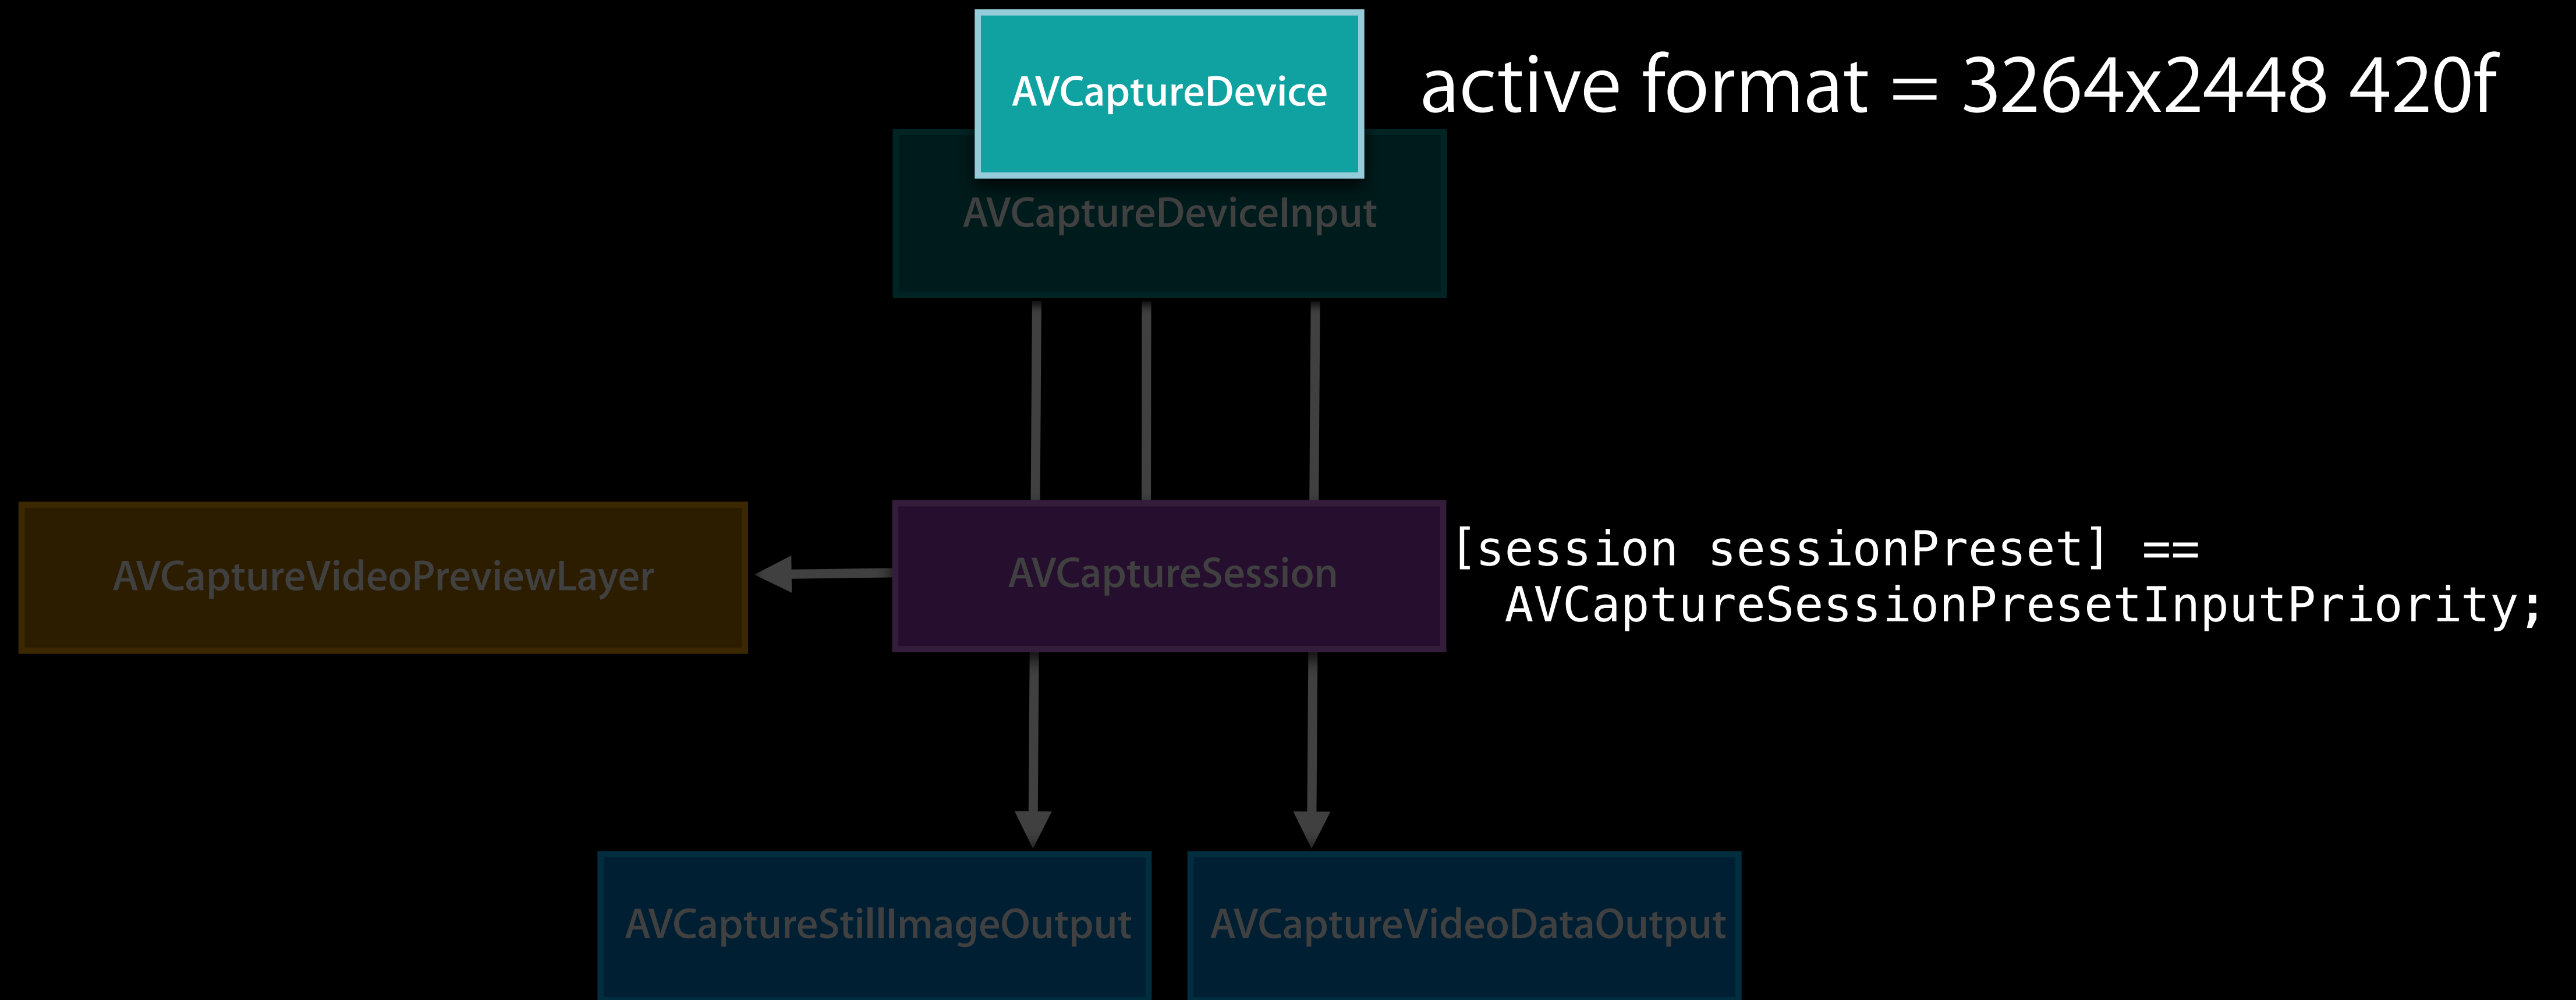 AVCaptureDevice
active format = 3264x2448 420f
AVCaptureDeviceInput
AVCaptureVideoPreviewLayer
AVCaptureSession
[session sessionPreset] ==
AVCaptureSessionPresetInputPriority;
AVCaptureStillImageOutput
AVCaptureVideoDataOutput